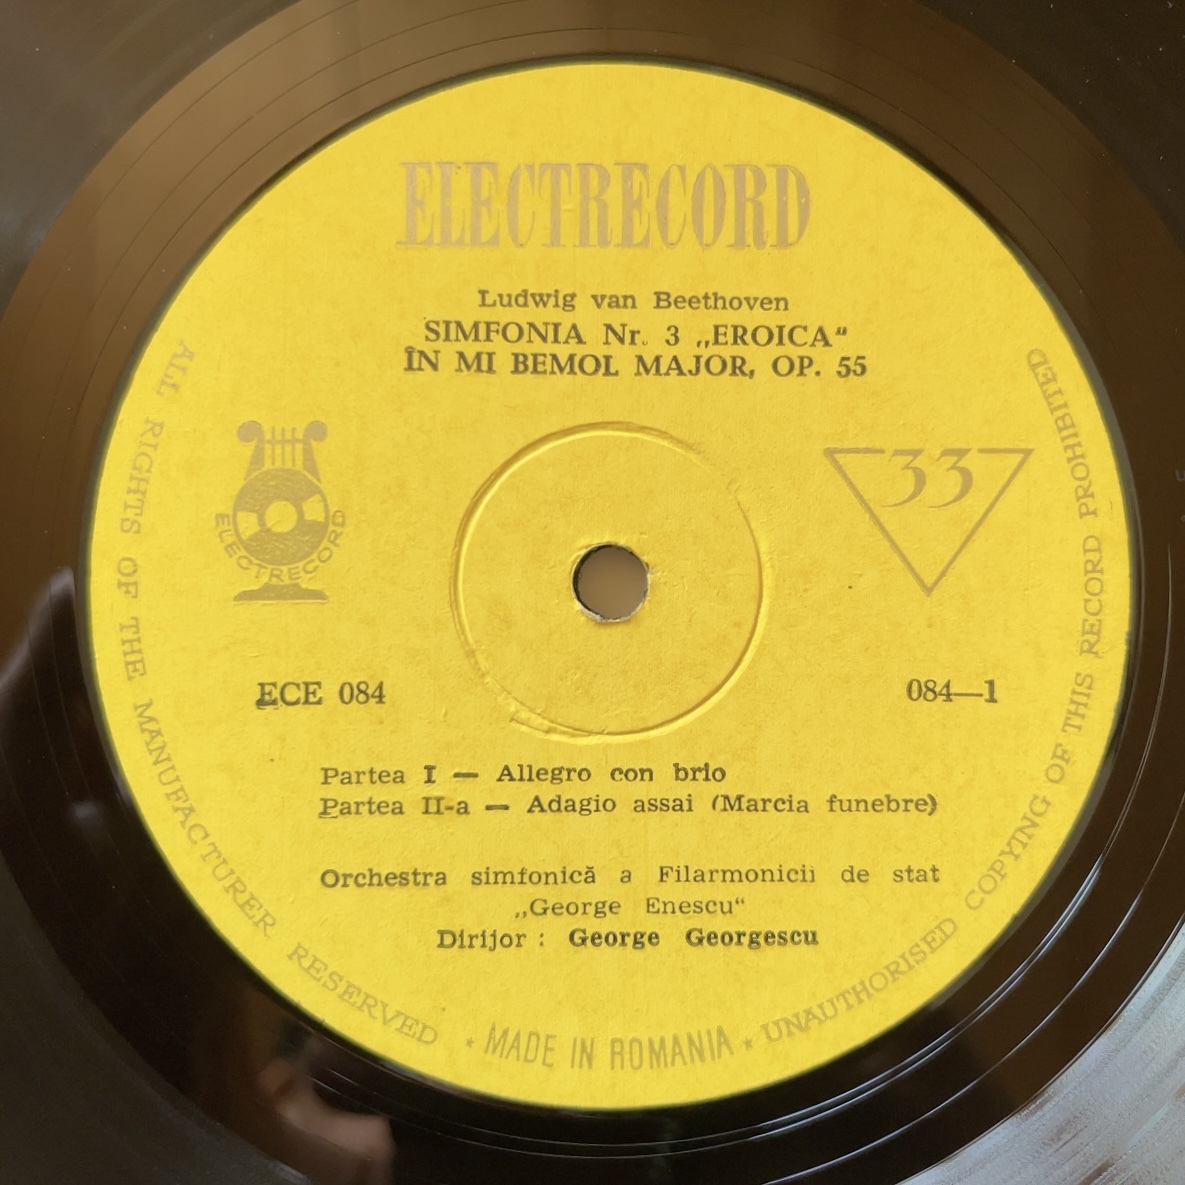 ELECTRECORD
Ludwig van Beethoven
SIMFONIA Nr. 3 „EROICA“
ÎN MI BEMOL MAJOR, OP. 55
ELECTRECORD
33
ECE 084
084—1
Partea I — Allegro con brio
Partea II-a — Adagio assai (Marcia funebre)
Orchestra simfonică a Filarmonicii de stat
„George Enescu“
Dirijor : George Georgescu
ALL RIGHTS OF THE MANUFACTURER RESERVED * MADE IN ROMANIA * UNAUTHORISED COPYING OF THIS RECORD PROHIBITED